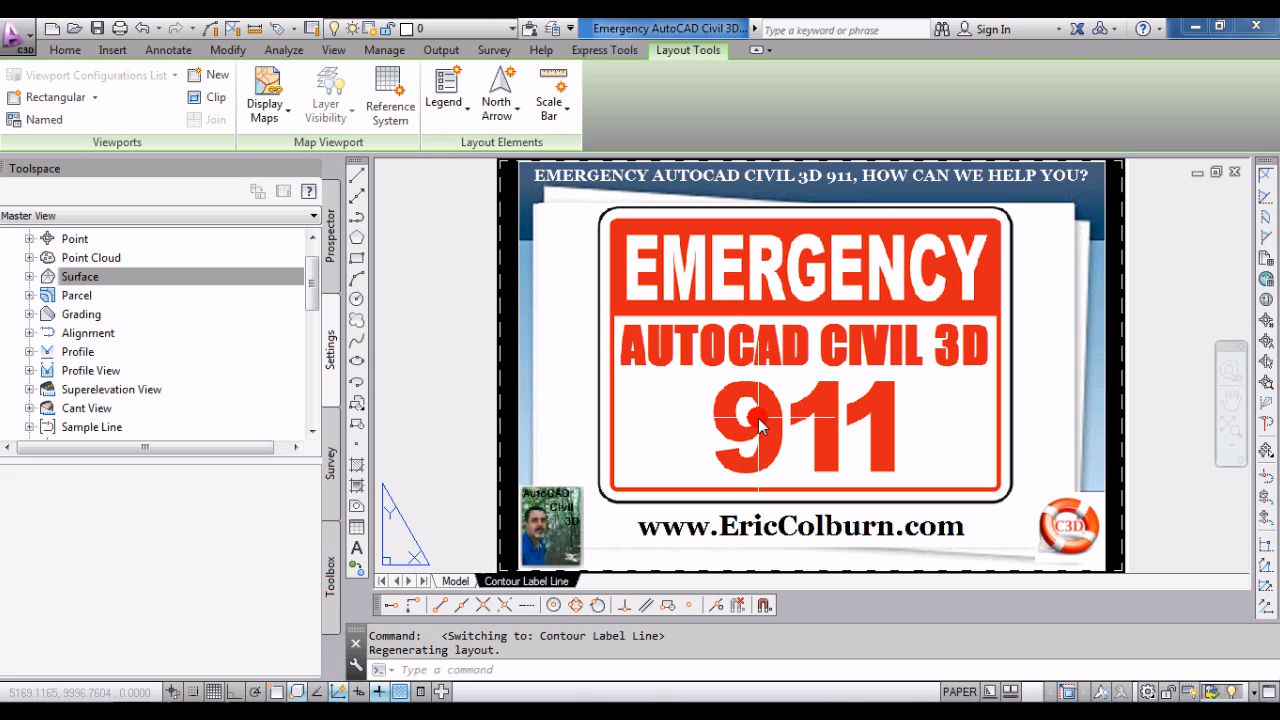 C3D
0
Emergency AutoCAD Civil 3D...
Type a keyword or phrase
Sign In
Home
Insert
Annotate
Modify
Analyze
View
Manage
Output
Survey
Help
Express Tools
Layout Tools
Viewport Configurations List
New
Rectangular
Clip
Named
Join
Viewports
Display Maps
Layer Visibility
Reference System
Map Viewport
Legend
North Arrow
Scale Bar
Layout Elements
Toolspace
Master View
Point
Point Cloud
Surface
Parcel
Grading
Alignment
Profile
Profile View
Superelevation View
Cant View
Sample Line
Prospector
Settings
Survey
Toolbox
EMERGENCY AUTOCAD CIVIL 3D 911, HOW CAN WE HELP YOU?
EMERGENCY
AUTOCAD CIVIL 3D
911
AutoCAD
Civil
3D
www.EricColburn.com
C3D
Y
X
A
Model
Contour Label Line
Command: <Switching to: Contour Label Line>
Regenerating layout.
Type a command
5169.1165, 9996.7604, 0.0000
PAPER